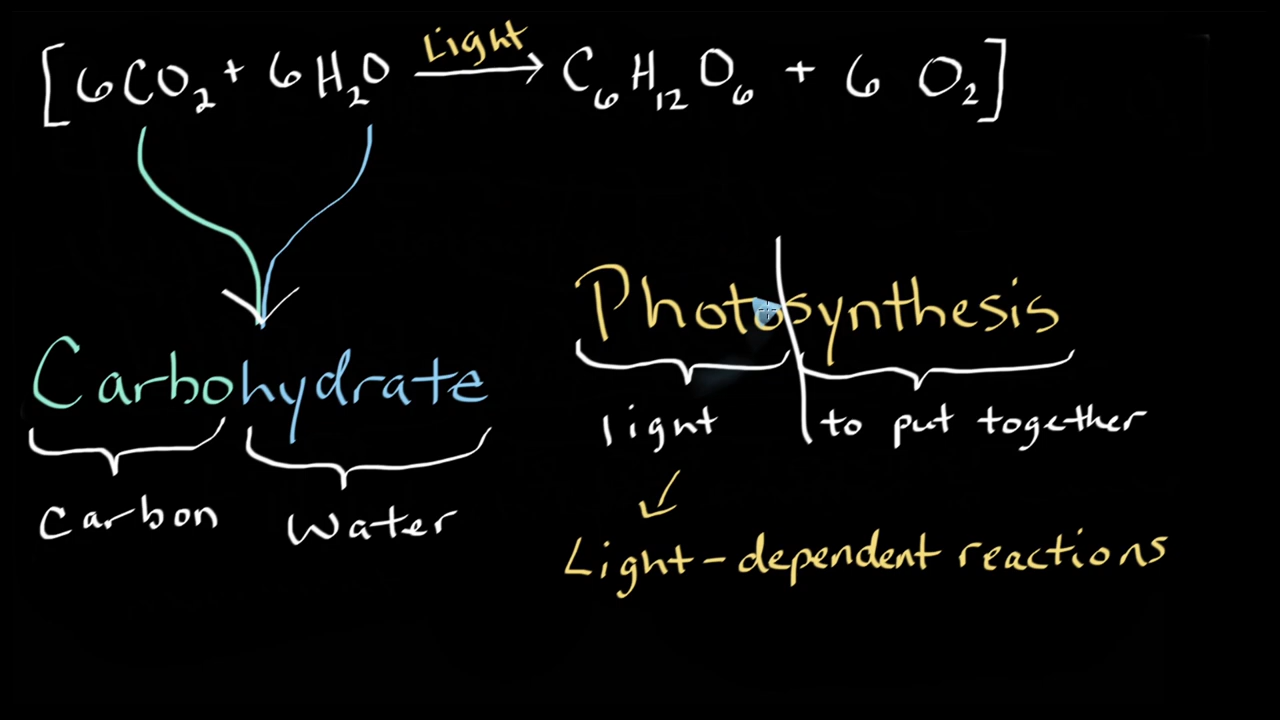 [6CO₂ + 6H₂O Light → C₆H₁₂O₆ + 6 O₂]
Photosynthesis
Carbohydrate
light to put together
Carbon Water
Light-dependent reactions